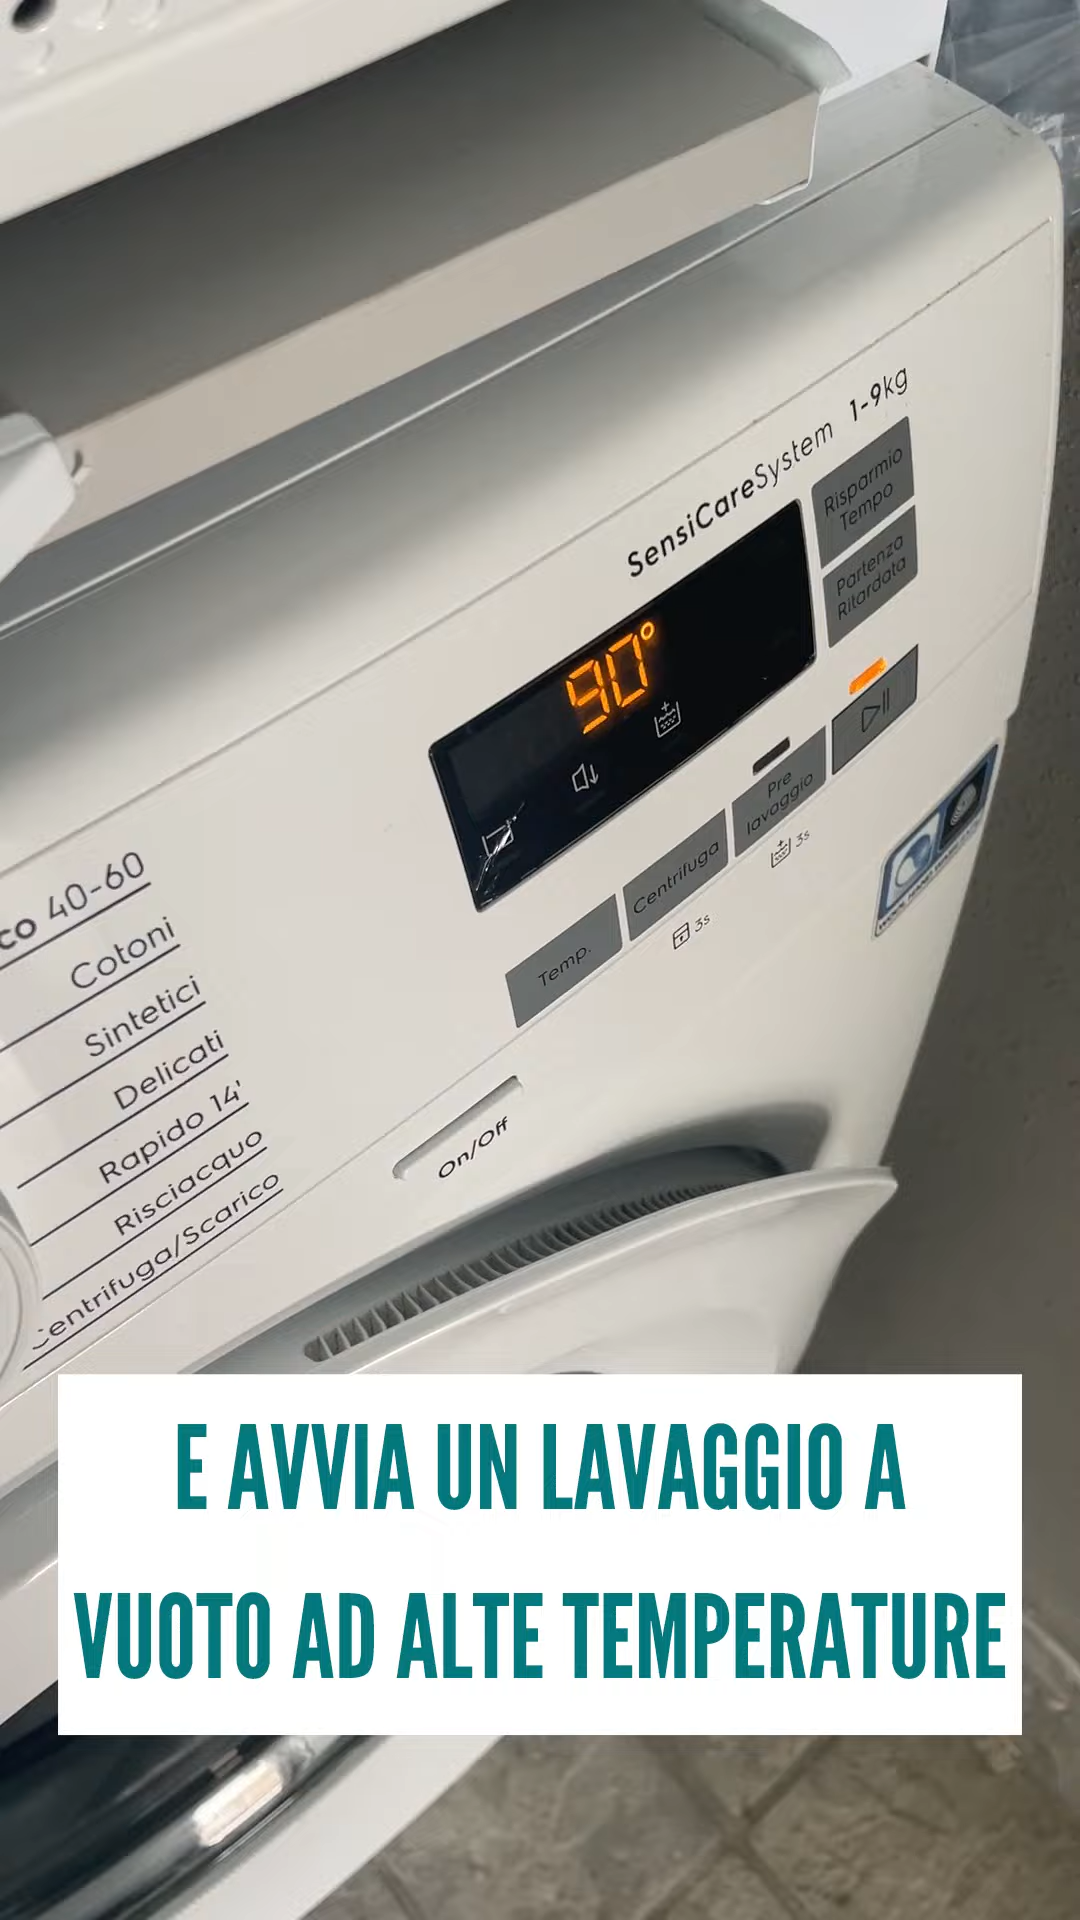 SensiCareSystem 1-9kg
Risparmio
Tempo
Partenza
Ritardata
90°
Pre
lavaggio
3s
Centrifuga
3s
Temp.
On/Off
co 40-60
Cotoni
Sintetici
Delicati
Rapido 14'
Risciacquo
entrifuga/Scarico
E AVVIA UN LAVAGGIO A
VUOTO AD ALTE TEMPERATURE